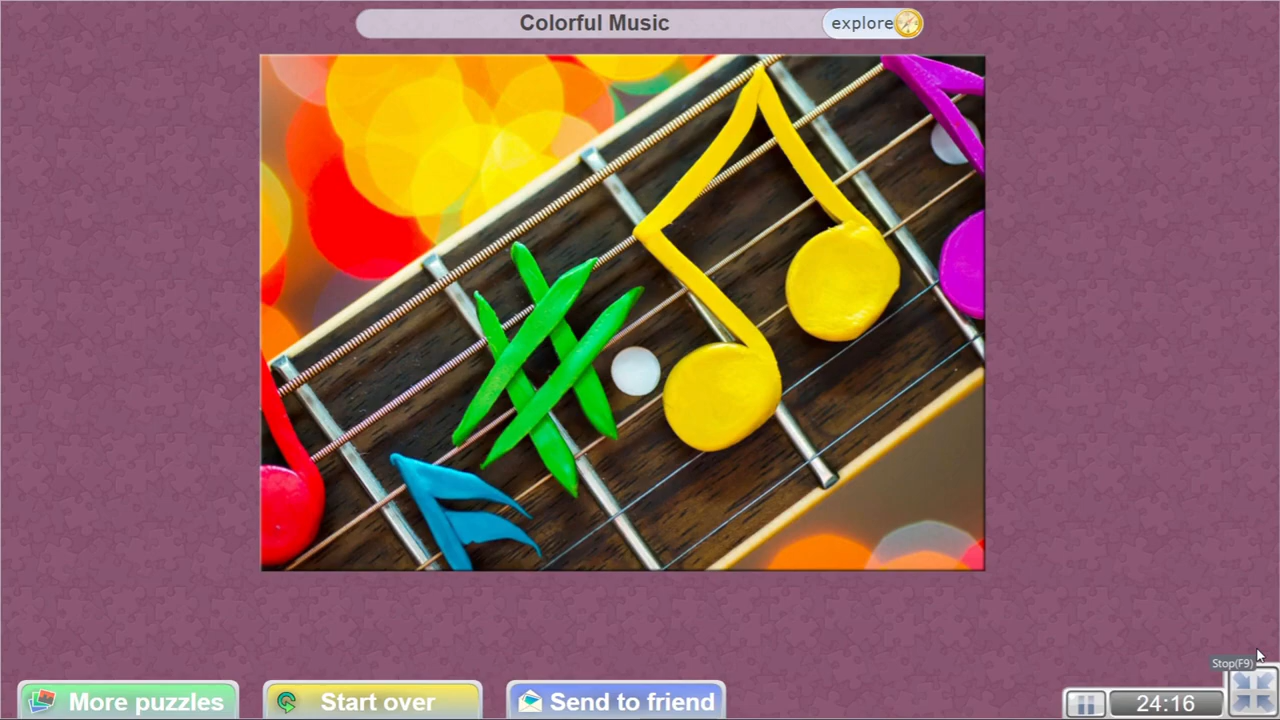 Colorful Music
explore
Stop(F9)
More puzzles
Start over
Send to friend
24:16